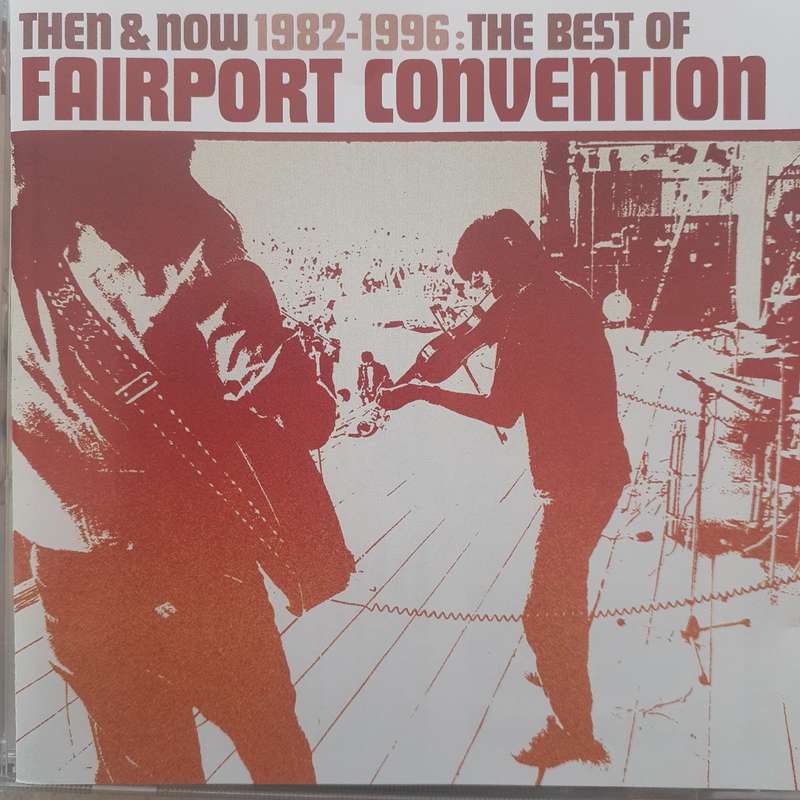 THEN & NOW 1982-1996 : THE BEST OF
FAIRPORT CONVENTION